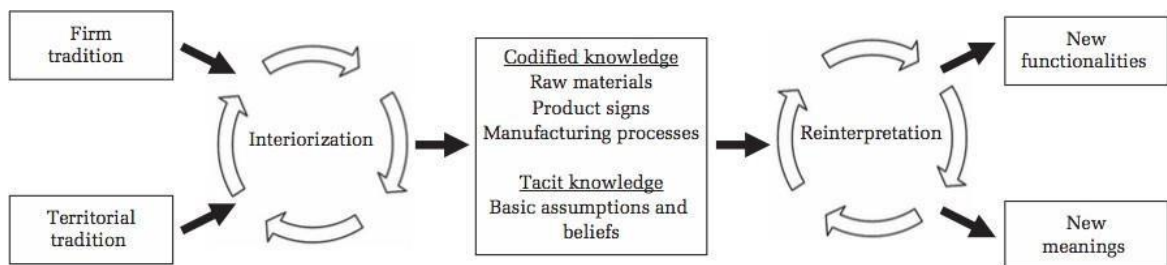 Firm
tradition
Territorial
tradition
Interiorization
Codified knowledge
Raw materials
Product signs
Manufacturing processes
Tacit knowledge
Basic assumptions and
beliefs
Reinterpretation
New
functionalities
New
meanings